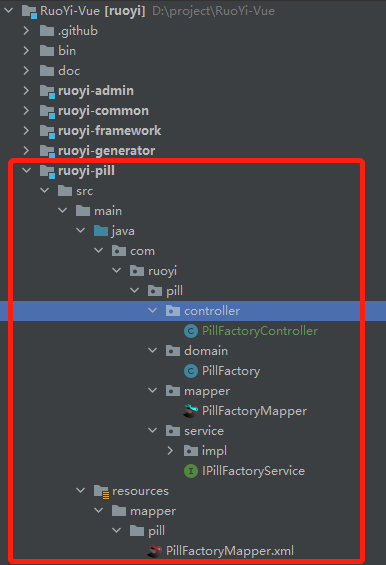 RuoYi-Vue [ruoyi] D:\project\RuoYi-Vue
.github
bin
doc
ruoyi-admin
ruoyi-common
ruoyi-framework
ruoyi-generator
ruoyi-pill
src
main
java
com
ruoyi
pill
controller
C PillFactoryController
domain
C PillFactory
mapper
PillFactoryMapper
service
impl
I IPillFactoryService
resources
mapper
pill
PillFactoryMapper.xml